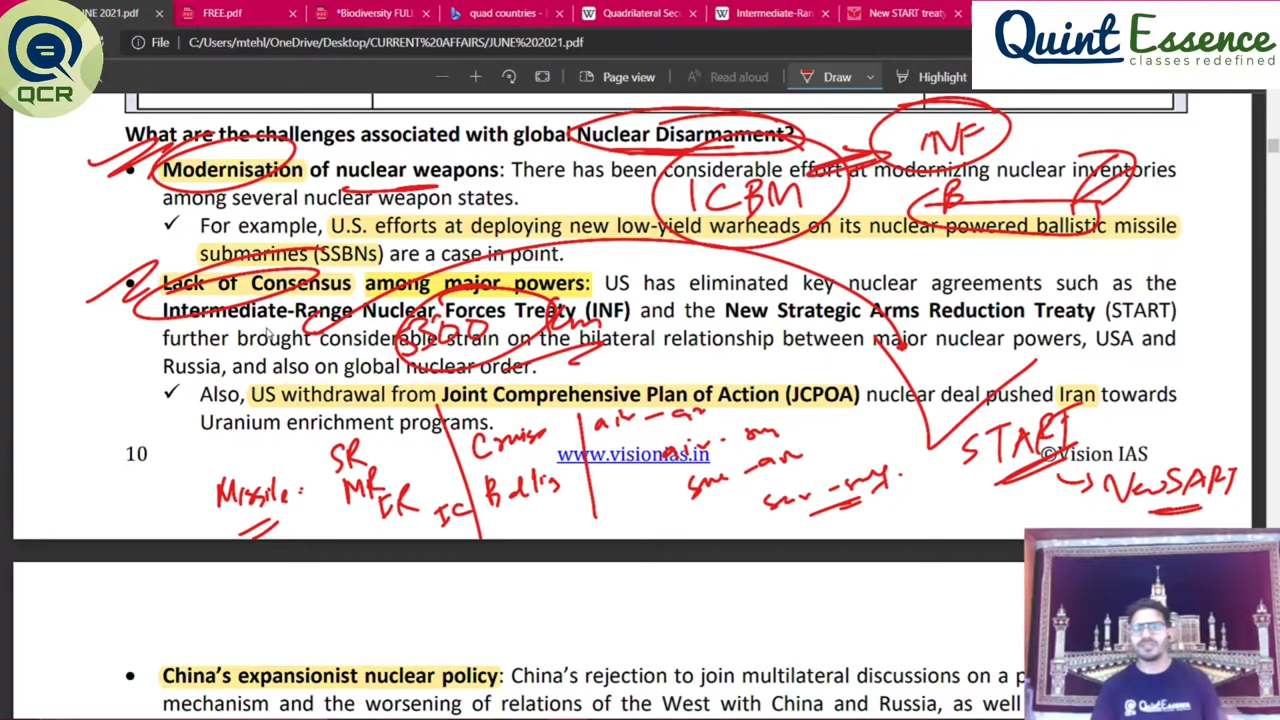 UNE 2021.pdf
FREE.pdf
*Biodiversity FULL
quad countries -
Quadrilateral Secu
Intermediate-Ran
New START treaty
File C:/Users/mtehl/OneDrive/Desktop/CURRENT%20AFFAIRS/JUNE%202021.pdf
Page view
Read aloud
Draw
Highlight
QCR
Quint Essence
classes redefined
What are the challenges associated with global Nuclear Disarmament?
INF
Modernisation of nuclear weapons: There has been considerable effort at modernizing nuclear inventories
among several nuclear weapon states.
ICBM
B
For example, U.S. efforts at deploying new low-yield warheads on its nuclear powered ballistic missile
submarines (SSBNs) are a case in point.
Lack of Consensus among major powers: US has eliminated key nuclear agreements such as the
Intermediate-Range Nuclear Forces Treaty (INF) and the New Strategic Arms Reduction Treaty (START)
5500 km
further brought considerable strain on the bilateral relationship between major nuclear powers, USA and
Russia, and also on global nuclear order.
Also, US withdrawal from Joint Comprehensive Plan of Action (JCPOA) nuclear deal pushed Iran towards
Uranium enrichment programs.
10
www.visionias.in
©Vision IAS
Missile:
SR
MR
IR
IC
Cruise
START
New START
China's expansionist nuclear policy: China's rejection to join multilateral discussions on a p
mechanism and the worsening of relations of the West with China and Russia, as well
QUINT ESSENCE